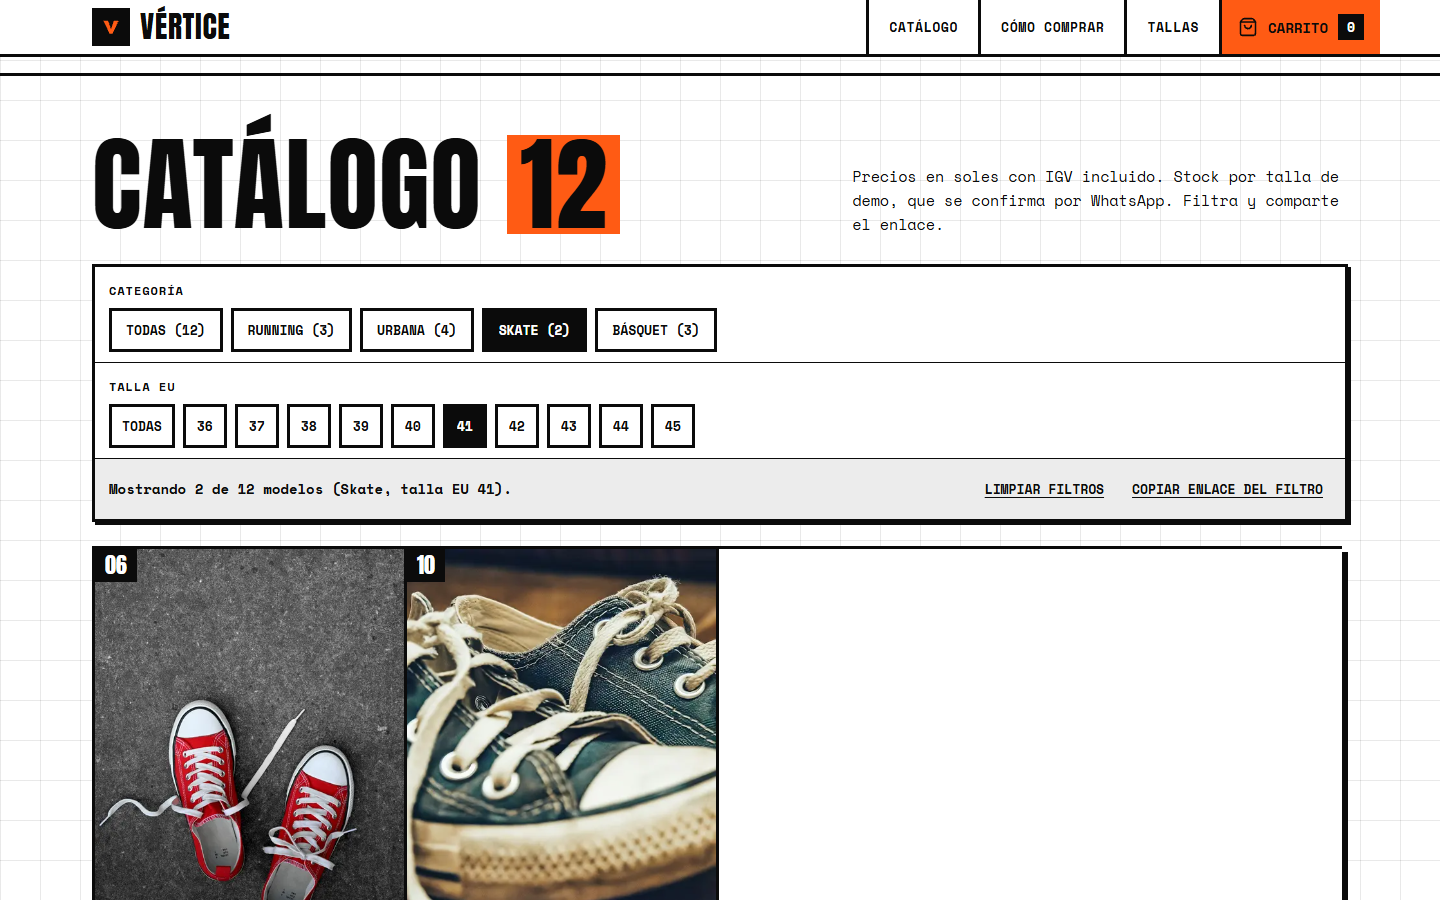 V VÉRTICE
CATÁLOGO
CÓMO COMPRAR
TALLAS
CARRITO 0
CATÁLOGO 12
Precios en soles con IGV incluido. Stock por talla de
demo, que se confirma por WhatsApp. Filtra y comparte
el enlace.
CATEGORÍA
TODAS (12)
RUNNING (3)
URBANA (4)
SKATE (2)
BÁSQUET (3)
TALLA EU
TODAS
36
37
38
39
40
41
42
43
44
45
Mostrando 2 de 12 modelos (Skate, talla EU 41).
LIMPIAR FILTROS
COPIAR ENLACE DEL FILTRO
06
10